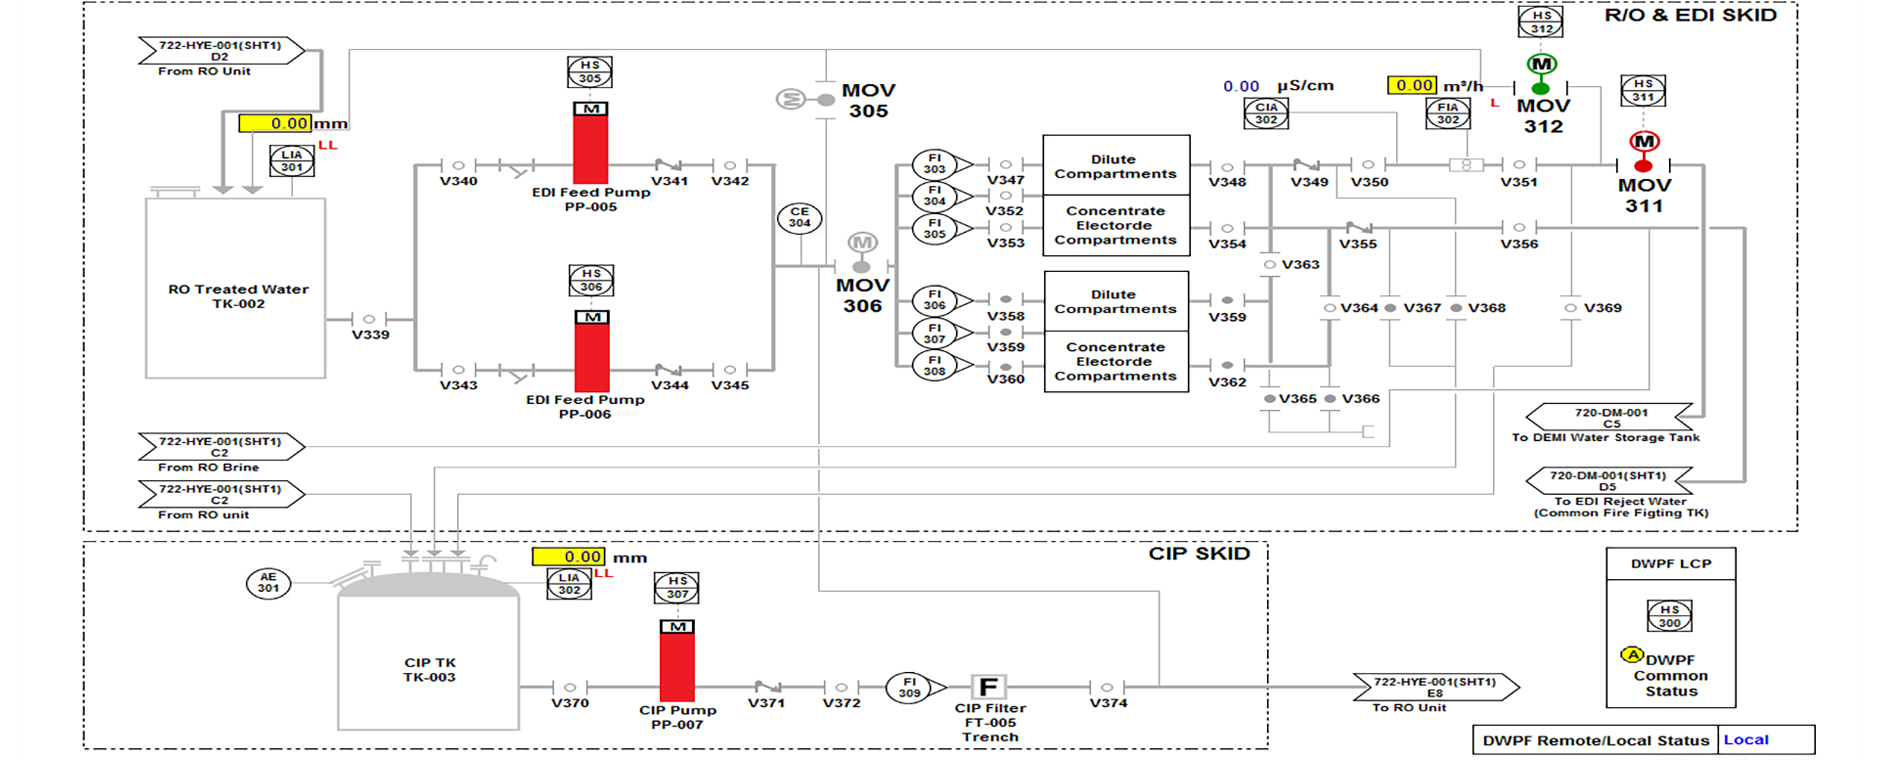 R/O & EDI SKID
HS
312
722-HYE-001(SHT1)
D2
From RO Unit
HS
305
M
M
MOV
305
M
0.00 µS/cm
0.00 m³/h
L
M
MOV
312
HS
311
CIA
302
FIA
302
0.00 mm
LL
LIA
301
M
MOV
311
V340
EDI Feed Pump
PP-005
V341
V342
FI
303
V347
Dilute
Compartments
V348
V349
V350
8
V351
FI
304
V352
FI
305
V353
Concentrate
Electorde
Compartments
V354
V355
V356
CE
304
M
MOV
306
V363
HS
306
M
RO Treated Water
TK-002
V339
FI
306
V358
Dilute
Compartments
V359
V364
V367
V368
V369
FI
307
V359
FI
308
V360
Concentrate
Electorde
Compartments
V362
V343
EDI Feed Pump
PP-006
V344
V345
V365
V366
720-DM-001
C5
To DEMI Water Storage Tank
722-HYE-001(SHT1)
C2
From RO Brine
720-DM-001(SHT1)
D5
To EDI Reject Water
(Common Fire Figting TK)
722-HYE-001(SHT1)
C2
From RO unit
CIP SKID
0.00 mm
LL
LIA
302
AE
301
HS
307
M
CIP TK
TK-003
V370
CIP Pump
PP-007
V371
V372
FI
309
F
CIP Filter
FT-005
Trench
V374
722-HYE-001(SHT1)
E8
To RO Unit
DWPF LCP
HS
300
A
DWPF
Common
Status
DWPF Remote/Local Status Local